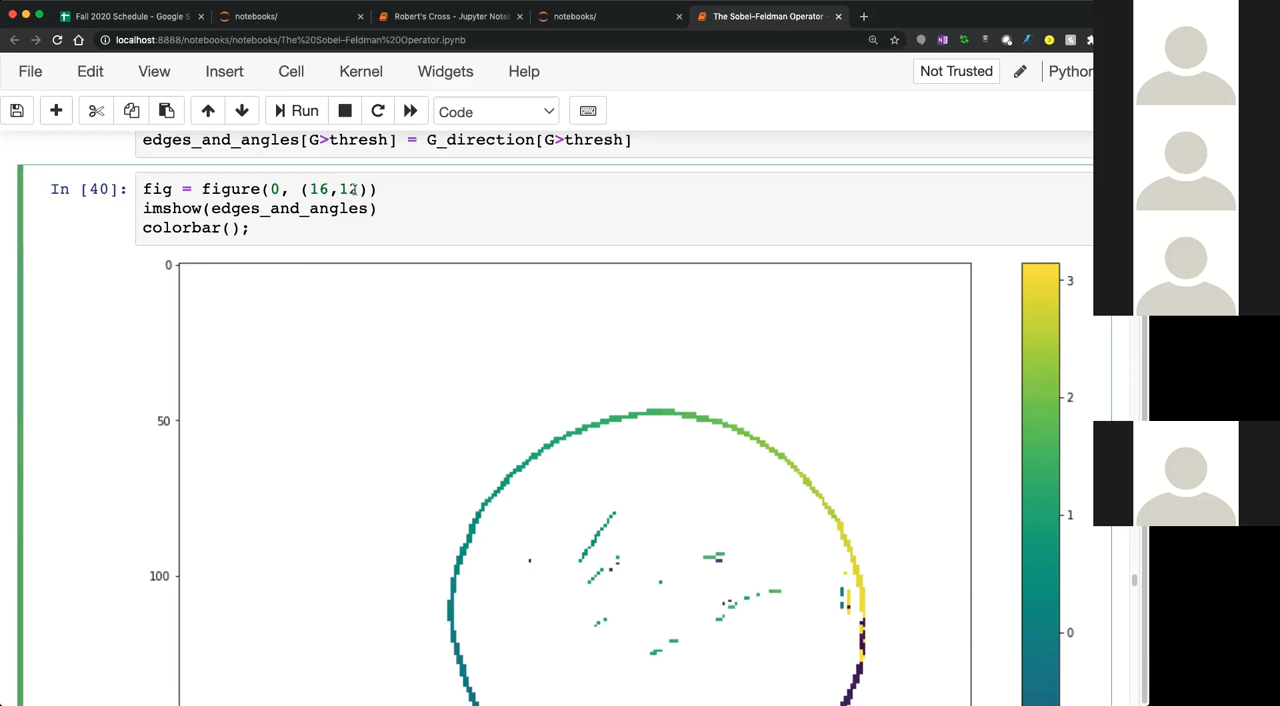 Fall 2020 Schedule - Google S
notebooks/
Robert's Cross - Jupyter Note
notebooks/
The Sobel–Feldman Operator
localhost:8888/notebooks/notebooks/The%20Sobel–Feldman%20Operator.ipynb
File Edit View Insert Cell Kernel Widgets Help Not Trusted Python
Run Code
edges_and_angles[G>thresh] = G_direction[G>thresh]
In [40]: fig = figure(0, (16,12))
imshow(edges_and_angles)
colorbar();
0
50
100
3
2
1
0